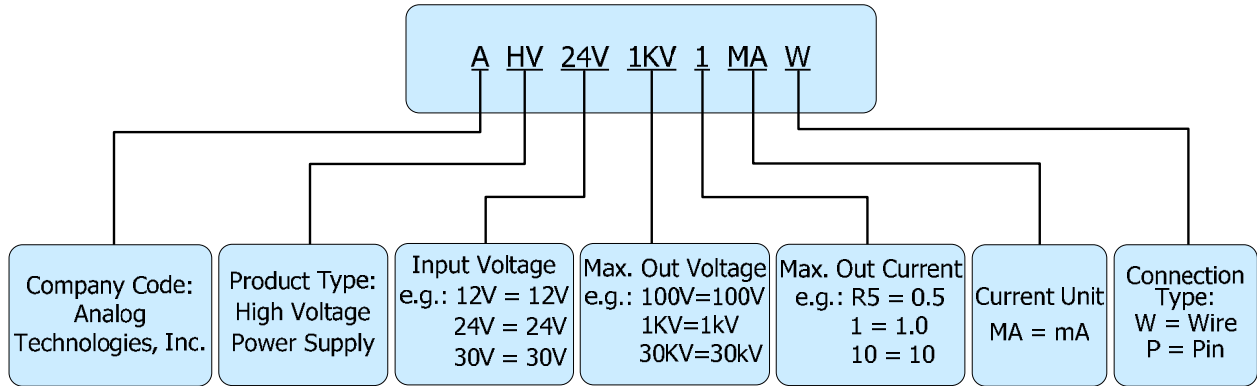 A HV 24V 1KV 1 MA W
Company Code:
Analog
Technologies, Inc.
Product Type:
High Voltage
Power Supply
Input Voltage
e.g.: 12V = 12V
24V = 24V
30V = 30V
Max. Out Voltage
e.g.: 100V=100V
1KV=1kV
30KV=30kV
Max. Out Current
e.g.: R5 = 0.5
1 = 1.0
10 = 10
Current Unit
MA = mA
Connection
Type:
W = Wire
P = Pin